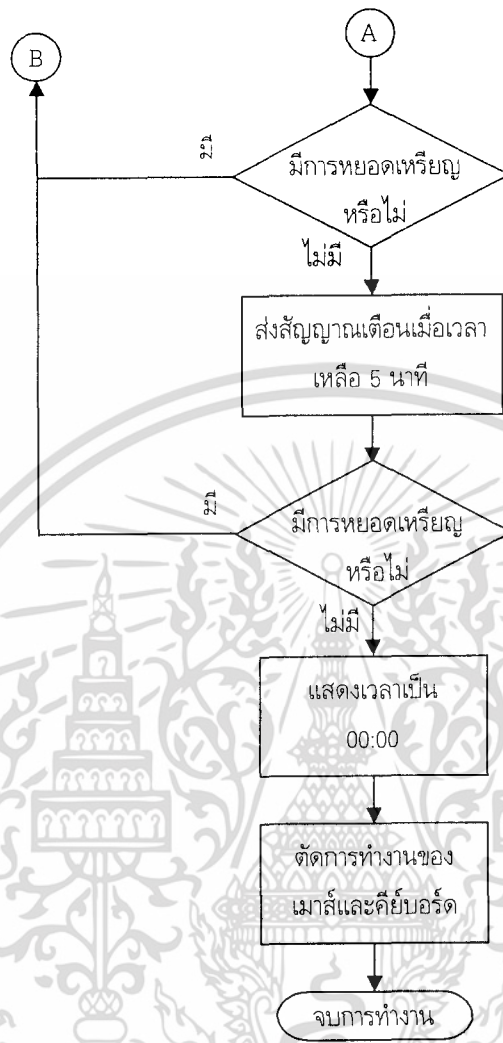 B
A
มี
มีการหยอดเหรียญ
หรือไม่
ไม่มี
ส่งสัญญาณเตือนเมื่อเวลา
เหลือ 5 นาที
มี
มีการหยอดเหรียญ
หรือไม่
ไม่มี
แสดงเวลาเป็น
00:00
ตัดการทำงานของ
เมาส์และคีย์บอร์ด
จบการทำงาน